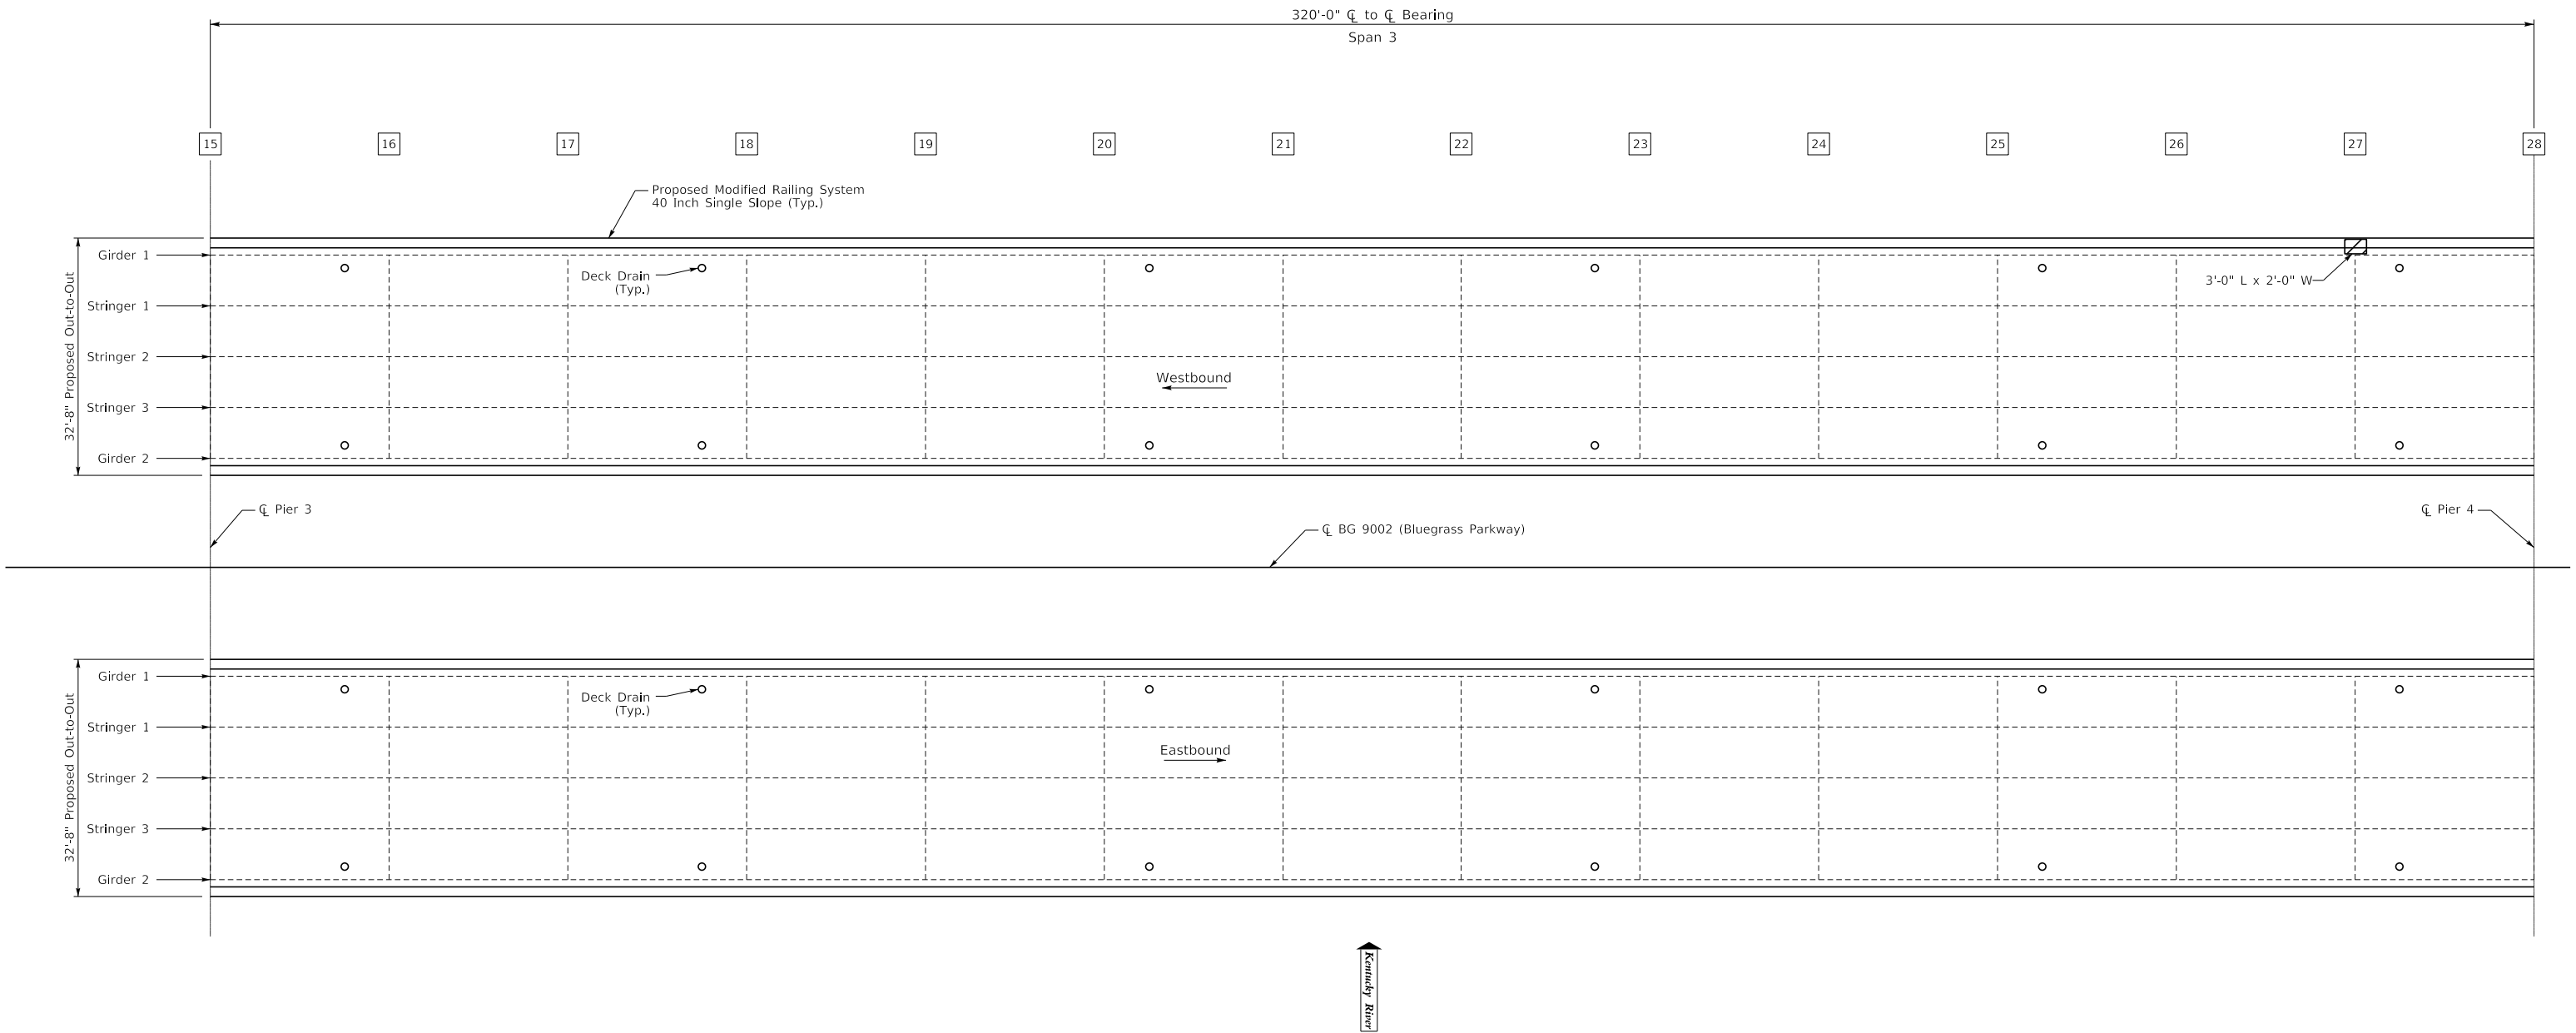 320'-0" ℄ to ℄ Bearing
Span 3
15 16 17 18 19 20 21 22 23 24 25 26 27 28
Proposed Modified Railing System
40 Inch Single Slope (Typ.)
32'-8" Proposed Out-to-Out
Girder 1
Stringer 1
Stringer 2
Stringer 3
Girder 2
Deck Drain
(Typ.)
3'-0" L x 2'-0" W
Westbound
℄ Pier 3
℄ BG 9002 (Bluegrass Parkway)
℄ Pier 4
32'-8" Proposed Out-to-Out
Girder 1
Stringer 1
Stringer 2
Stringer 3
Girder 2
Deck Drain
(Typ.)
Eastbound
Kentucky River